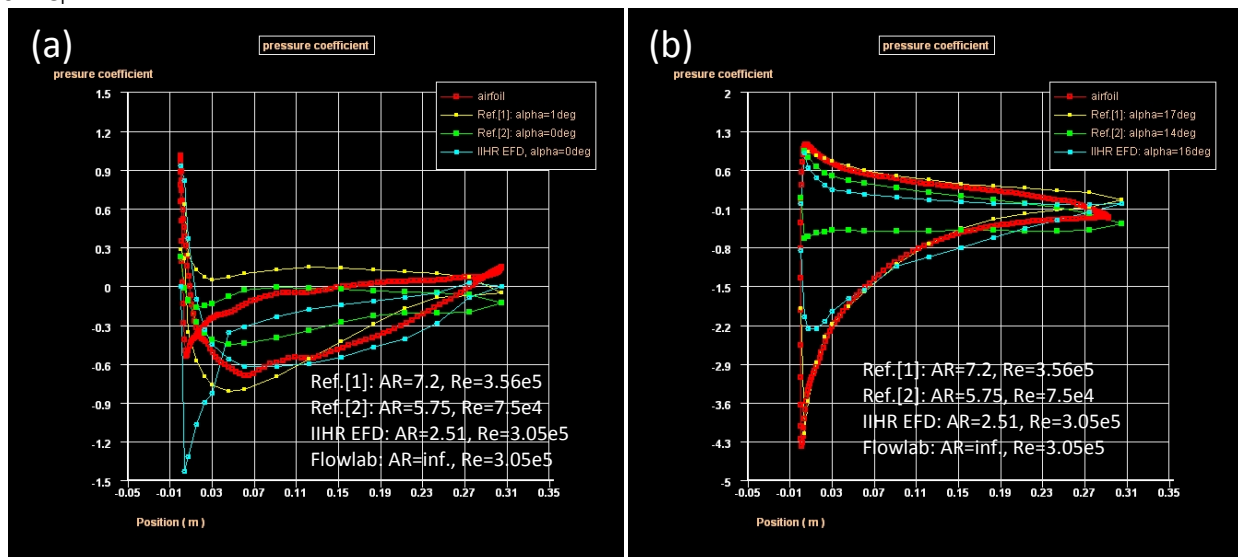 (a)
pressure coefficient
presure coefficient
airfoil
Ref.[1]: alpha=1deg
Ref.[2]: alpha=0deg
IIHR EFD, alpha=0deg
1.5
1.2
0.9
0.6
0.3
0
-0.3
-0.6
-0.9
-1.2
-1.5
Ref.[1]: AR=7.2, Re=3.56e5
Ref.[2]: AR=5.75, Re=7.5e4
IIHR EFD: AR=2.51, Re=3.05e5
Flowlab: AR=inf., Re=3.05e5
-0.05 -0.01 0.03 0.07 0.11 0.15 0.19 0.23 0.27 0.31 0.35
Position ( m )
(b)
pressure coefficient
presure coefficient
airfoil
Ref.[1]: alpha=17deg
Ref.[2]: alpha=14deg
IIHR EFD: alpha=16deg
2
1.3
0.6
-0.1
-0.8
-1.5
-2.2
-2.9
-3.6
-4.3
-5
Ref.[1]: AR=7.2, Re=3.56e5
Ref.[2]: AR=5.75, Re=7.5e4
IIHR EFD: AR=2.51, Re=3.05e5
Flowlab: AR=inf., Re=3.05e5
-0.05 -0.01 0.03 0.07 0.11 0.15 0.19 0.23 0.27 0.31 0.35
Position ( m )